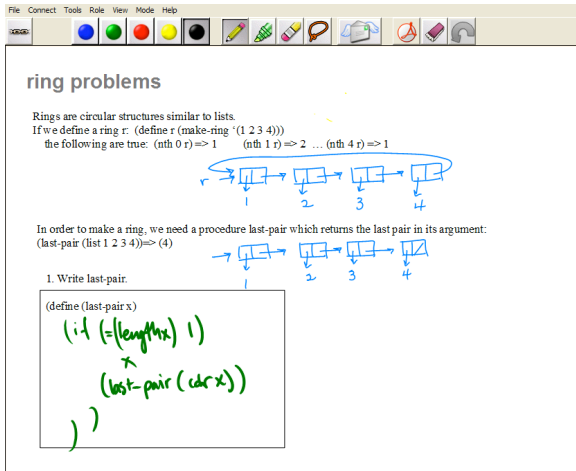 File Connect Tools Role View Mode Help
ring problems
Rings are circular structures similar to lists.
If we define a ring r: (define r (make-ring ‘(1 2 3 4)))
the following are true: (nth 0 r) => 1 (nth 1 r) => 2 … (nth 4 r) => 1
r
1 2 3 4
In order to make a ring, we need a procedure last-pair which returns the last pair in its argument:
(last-pair (list 1 2 3 4))=> (4)
1 2 3 4
1. Write last-pair.
(define (last-pair x)
(if (=(length x) 1)
x
(last-pair (cdr x))
)
)